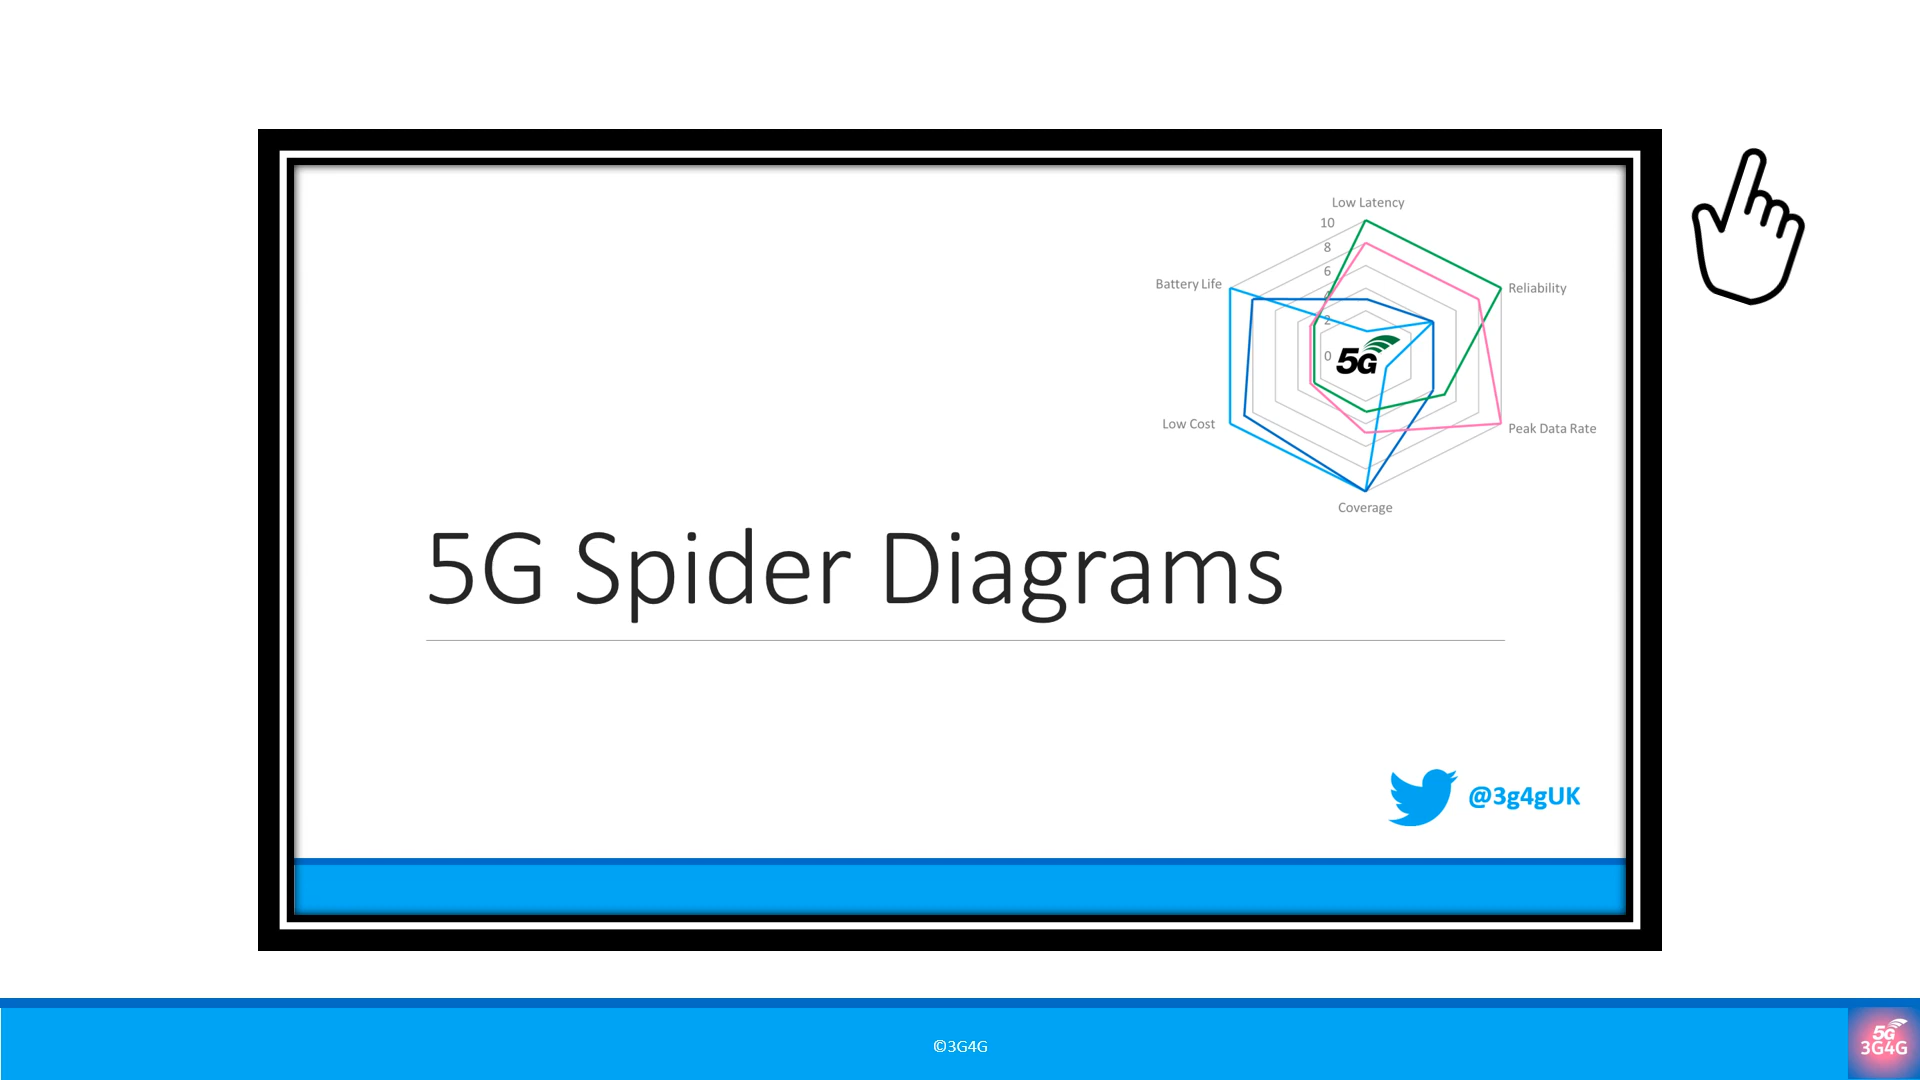 Low Latency
10
8
6
4
2
0
Battery Life
Reliability
5G
Low Cost
Peak Data Rate
Coverage
5G Spider Diagrams
@3g4gUK
©3G4G
5G
3G4G